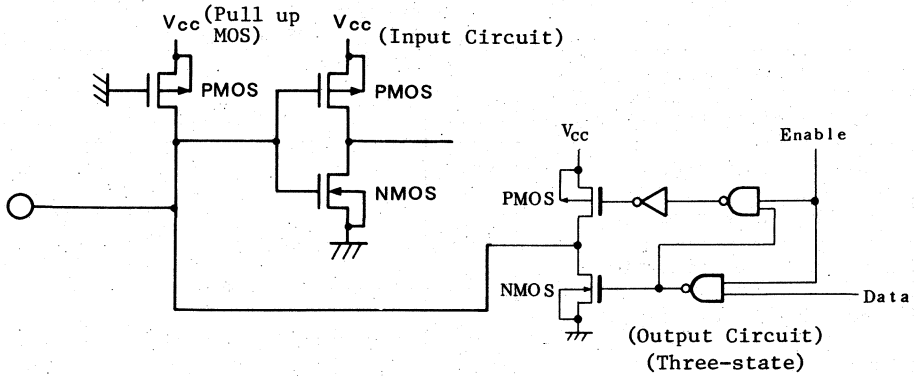 Vcc (Pull up
MOS)
Vcc
(Input Circuit)
PMOS
PMOS
NMOS
Vcc
Enable
PMOS
NMOS
Data
(Output Circuit)
(Three-state)